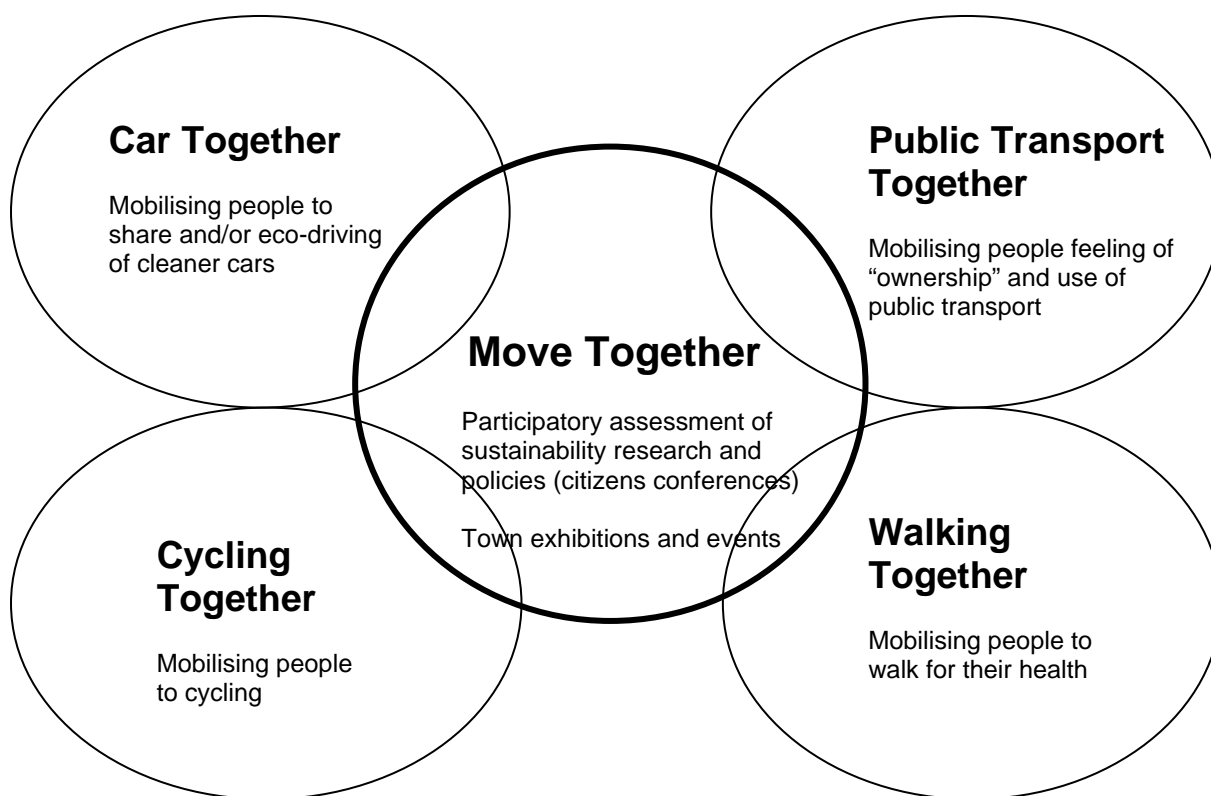 Car Together
Mobilising people to
share and/or eco-driving
of cleaner cars
Public Transport
Together
Mobilising people feeling of
“ownership” and use of
public transport
Move Together
Participatory assessment of
sustainability research and
policies (citizens conferences)
Town exhibitions and events
Cycling
Together
Mobilising people
to cycling
Walking
Together
Mobilising people to
walk for their health